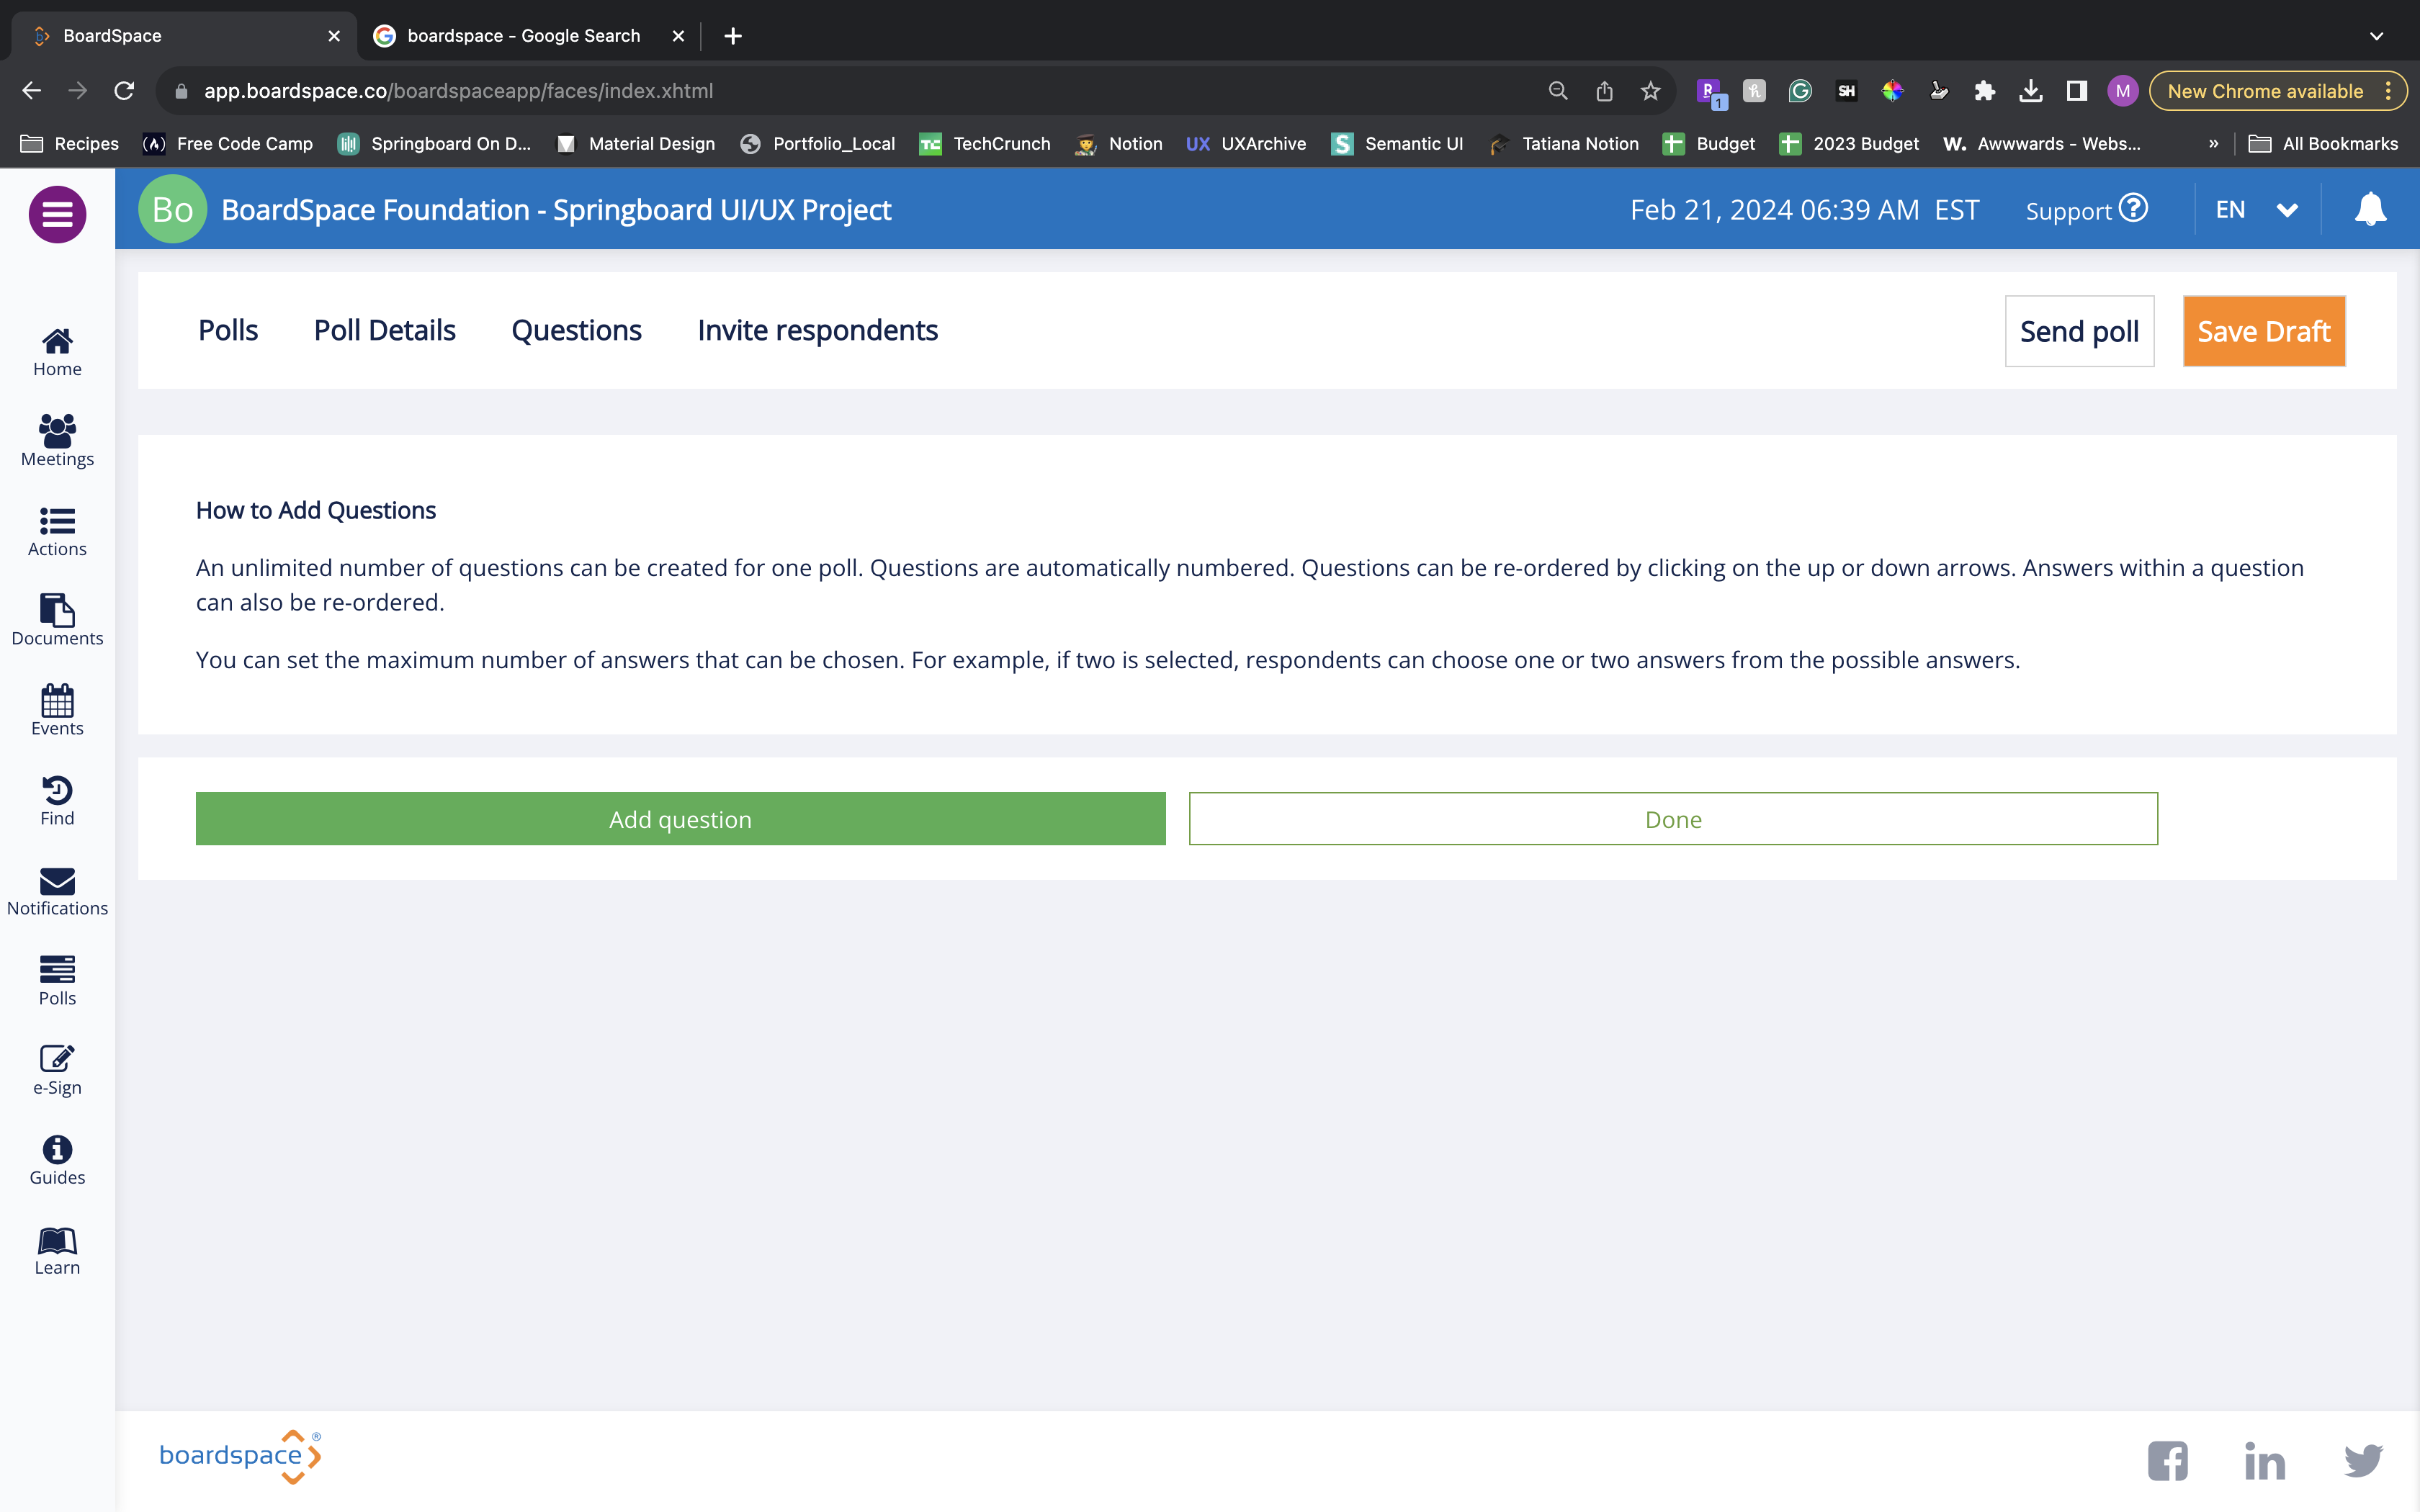 BoardSpace
boardspace - Google Search
app.boardspace.co/boardspaceapp/faces/index.xhtml
R 1
SH
M
New Chrome available
Recipes
Free Code Camp
Springboard On D...
Material Design
Portfolio_Local
TC TechCrunch
Notion
UX UXArchive
S Semantic UI
Tatiana Notion
Budget
2023 Budget
W. Awwwards - Webs...
»
All Bookmarks
Bo BoardSpace Foundation - Springboard UI/UX Project
Feb 21, 2024 06:39 AM EST
Support ?
EN
Home
Meetings
Actions
Documents
Events
Find
Notifications
Polls
e-Sign
Guides
Learn
Polls
Poll Details
Questions
Invite respondents
Send poll
Save Draft
How to Add Questions
An unlimited number of questions can be created for one poll. Questions are automatically numbered. Questions can be re-ordered by clicking on the up or down arrows. Answers within a question
can also be re-ordered.
You can set the maximum number of answers that can be chosen. For example, if two is selected, respondents can choose one or two answers from the possible answers.
Add question
Done
boardspace ®